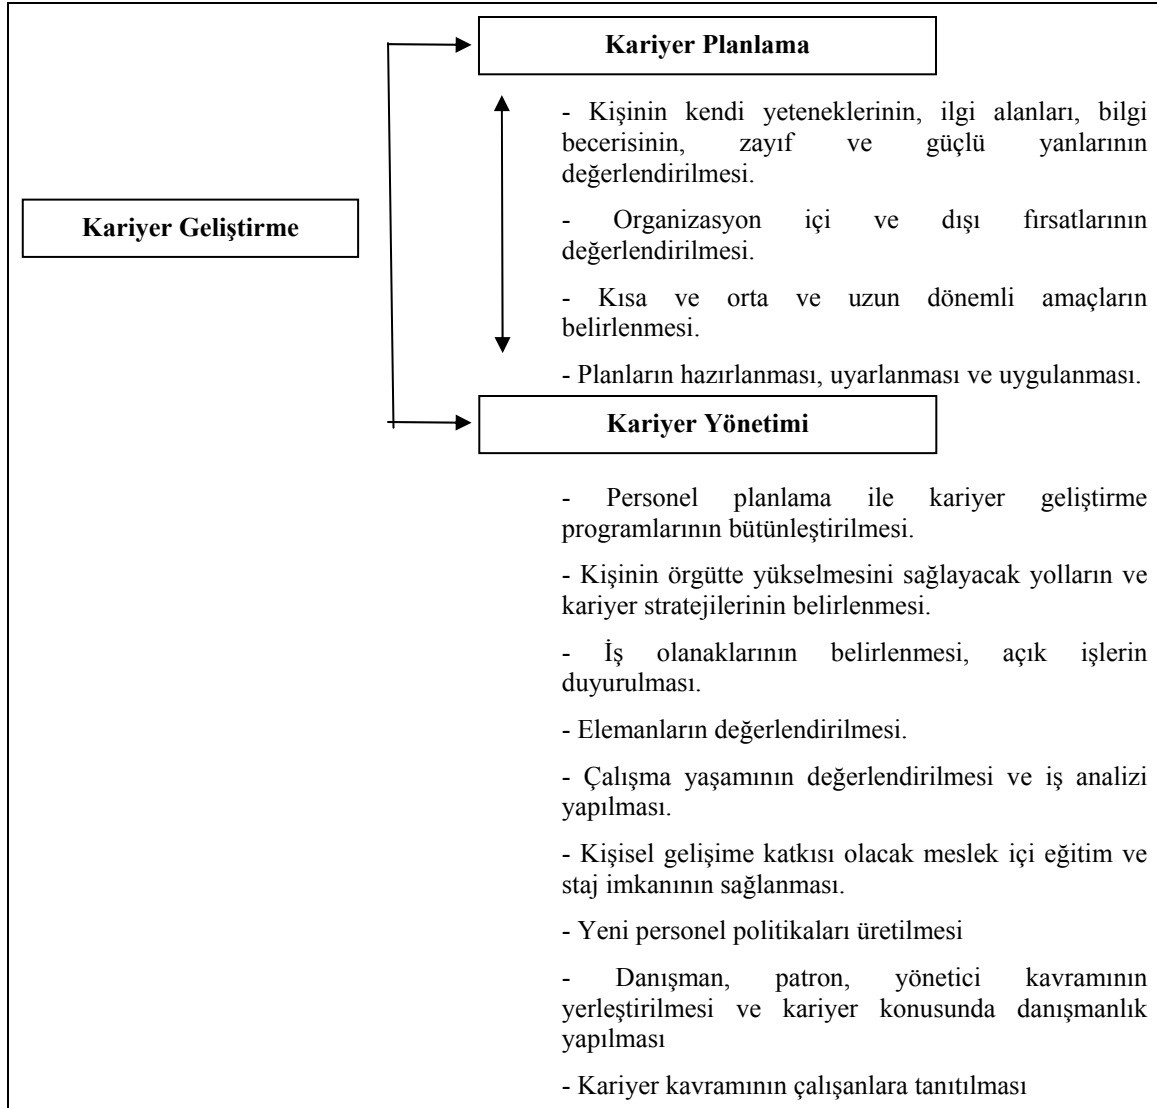 Kariyer Planlama
- Kişinin kendi yeteneklerinin, ilgi alanları, bilgi
becerisinin, zayıf ve güçlü yanlarının
değerlendirilmesi.
Kariyer Geliştirme
- Organizasyon içi ve dışı fırsatlarının
değerlendirilmesi.
- Kısa ve orta ve uzun dönemli amaçların
belirlenmesi.
- Planların hazırlanması, uyarlanması ve uygulanması.
Kariyer Yönetimi
- Personel planlama ile kariyer geliştirme
programlarının bütünleştirilmesi.
- Kişinin örgütte yükselmesini sağlayacak yolların ve
kariyer stratejilerinin belirlenmesi.
- İş olanaklarının belirlenmesi, açık işlerin
duyurulması.
- Elemanların değerlendirilmesi.
- Çalışma yaşamının değerlendirilmesi ve iş analizi
yapılması.
- Kişisel gelişime katkısı olacak meslek içi eğitim ve
staj imkanının sağlanması.
- Yeni personel politikaları üretilmesi
- Danışman, patron, yönetici kavramının
yerleştirilmesi ve kariyer konusunda danışmanlık
yapılması
- Kariyer kavramının çalışanlara tanıtılması